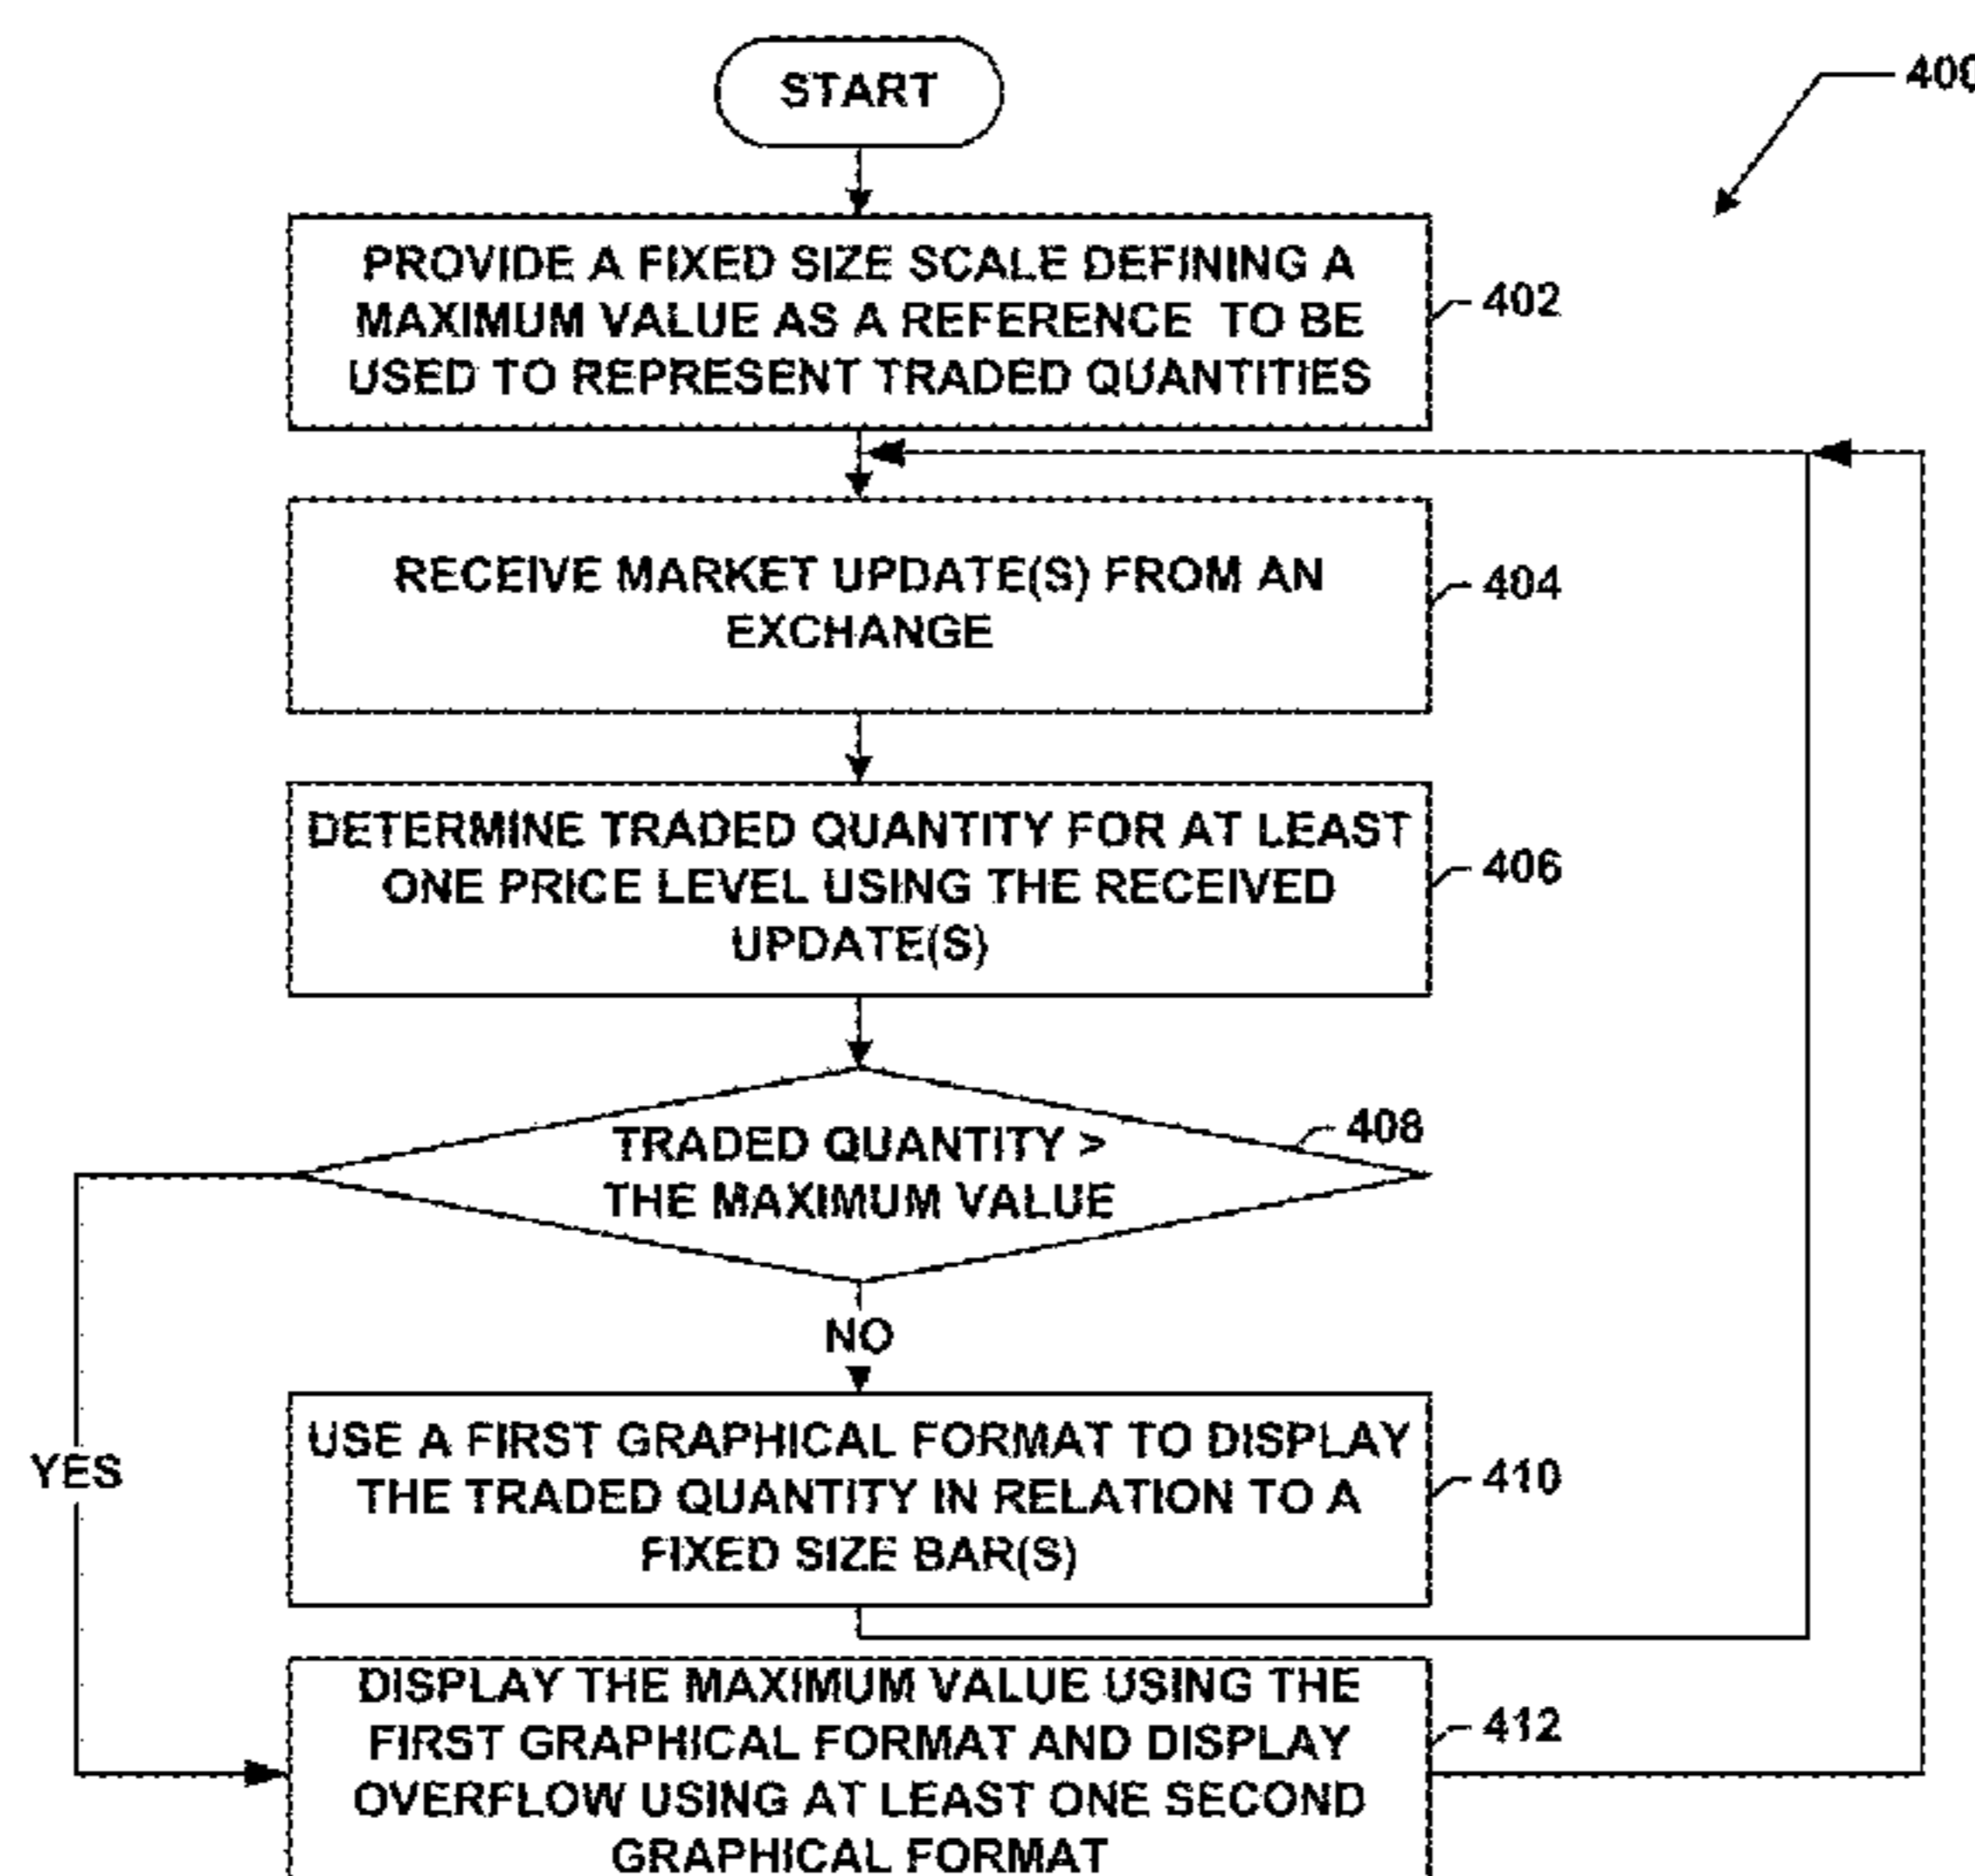 START
400
PROVIDE A FIXED SIZE SCALE DEFINING A
MAXIMUM VALUE AS A REFERENCE TO BE
USED TO REPRESENT TRADED QUANTITIES
402
RECEIVE MARKET UPDATE(S) FROM AN
EXCHANGE
404
DETERMINE TRADED QUANTITY FOR AT LEAST
ONE PRICE LEVEL USING THE RECEIVED
UPDATE(S)
406
TRADED QUANTITY >
THE MAXIMUM VALUE
408
NO
YES
USE A FIRST GRAPHICAL FORMAT TO DISPLAY
THE TRADED QUANTITY IN RELATION TO A
FIXED SIZE BAR(S)
410
DISPLAY THE MAXIMUM VALUE USING THE
FIRST GRAPHICAL FORMAT AND DISPLAY
OVERFLOW USING AT LEAST ONE SECOND
GRAPHICAL FORMAT
412